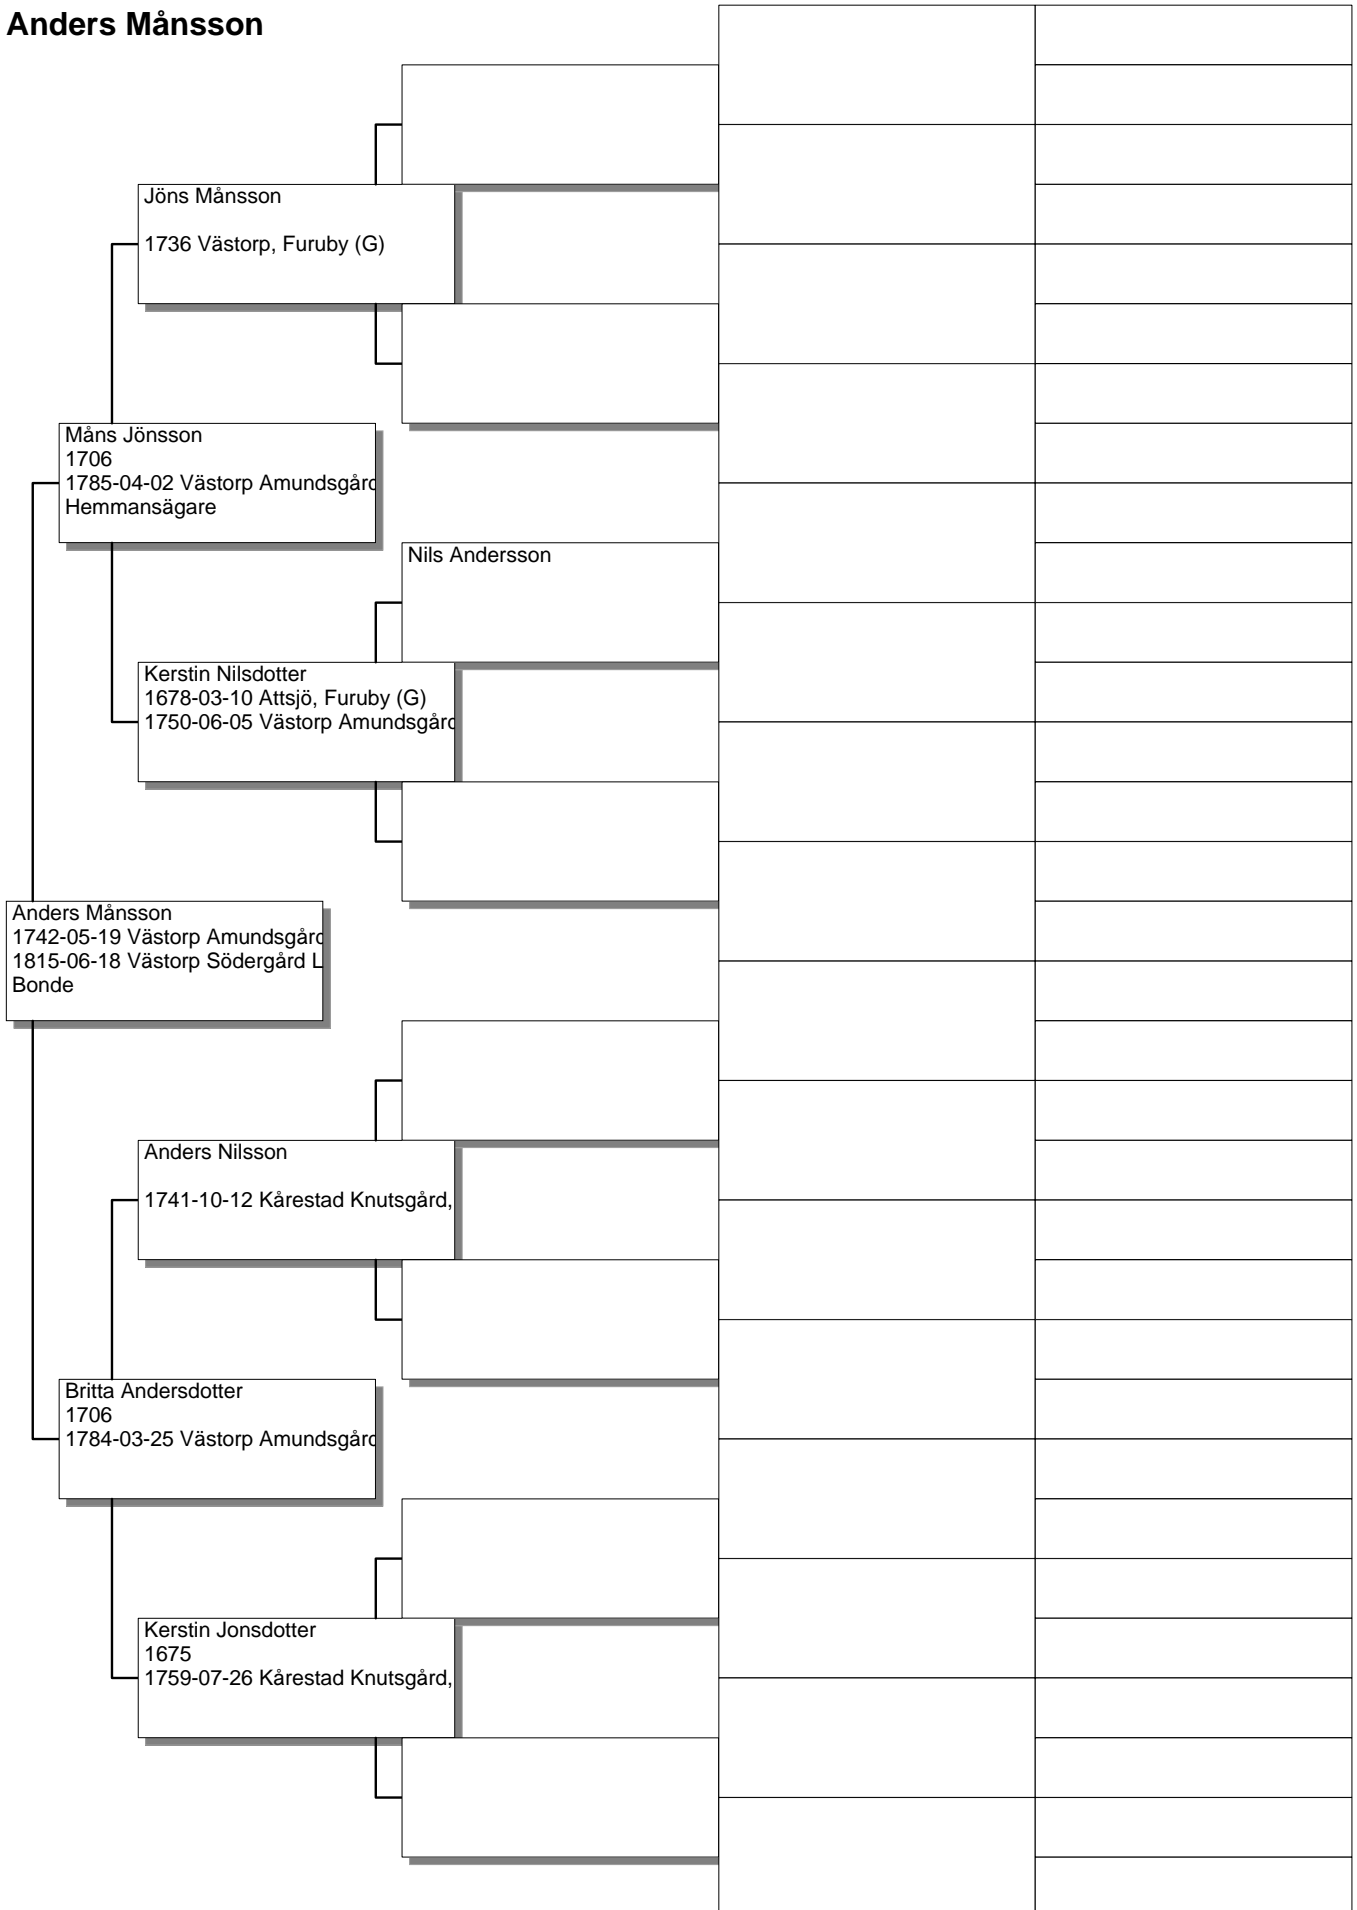 Anders Månsson
Jöns Månsson
1736 Västorp, Furuby (G)
Måns Jönsson
1706
1785-04-02 Västorp Amundsgård
Hemmansägare
Nils Andersson
Kerstin Nilsdotter
1678-03-10 Attsjö, Furuby (G)
1750-06-05 Västorp Amundsgård
Anders Månsson
1742-05-19 Västorp Amundsgård
1815-06-18 Västorp Södergård L
Bonde
Anders Nilsson
1741-10-12 Kårestad Knutsgård,
Britta Andersdotter
1706
1784-03-25 Västorp Amundsgård
Kerstin Jonsdotter
1675
1759-07-26 Kårestad Knutsgård,